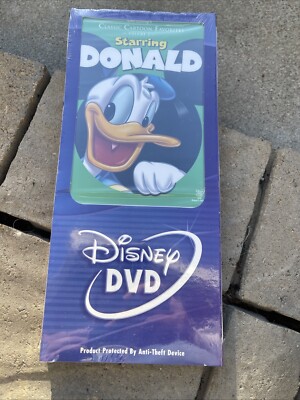 Classic Cartoon Favorites
Starring
DONALD
Disney
DVD
Product Protected By Anti-Theft Device